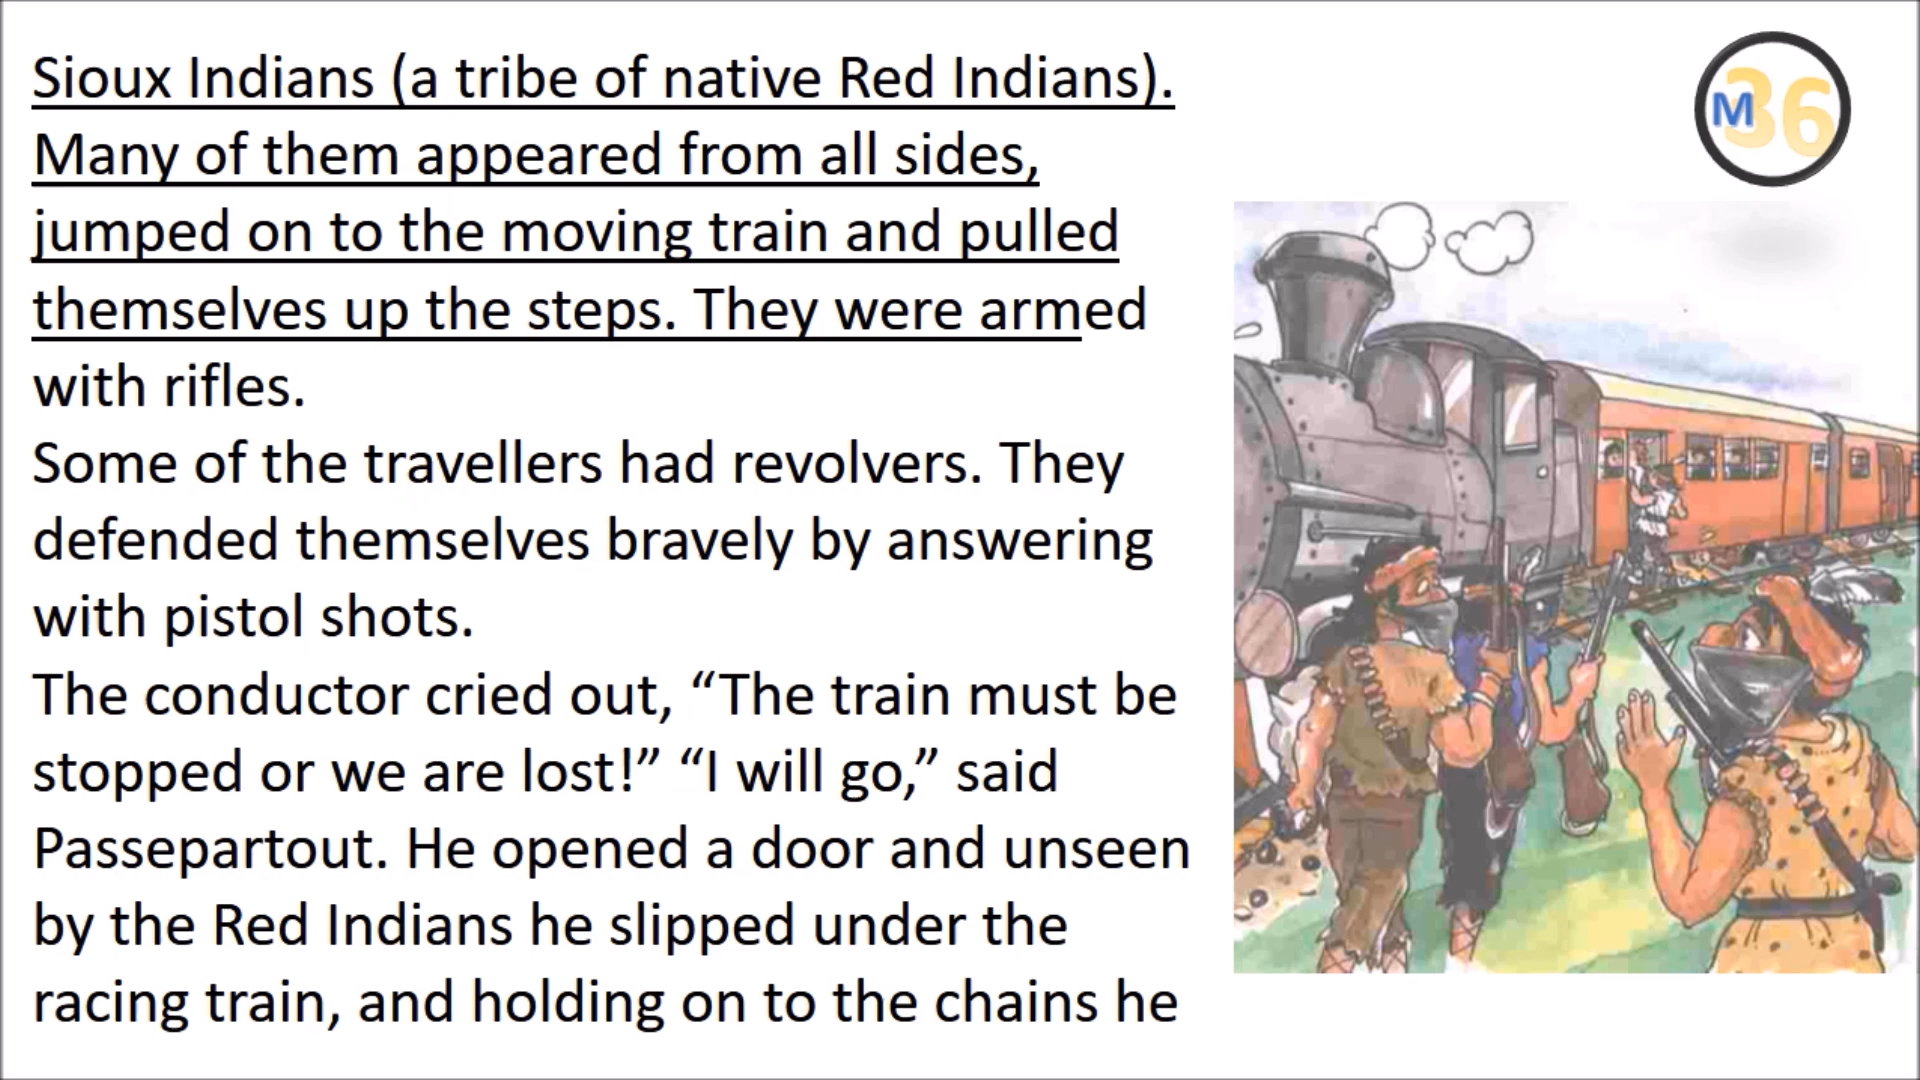 Sioux Indians (a tribe of native Red Indians).
Many of them appeared from all sides,
jumped on to the moving train and pulled
themselves up the steps. They were armed
with rifles.
Some of the travellers had revolvers. They
defended themselves bravely by answering
with pistol shots.
The conductor cried out, “The train must be
stopped or we are lost!” “I will go,” said
Passepartout. He opened a door and unseen
by the Red Indians he slipped under the
racing train, and holding on to the chains he
M36